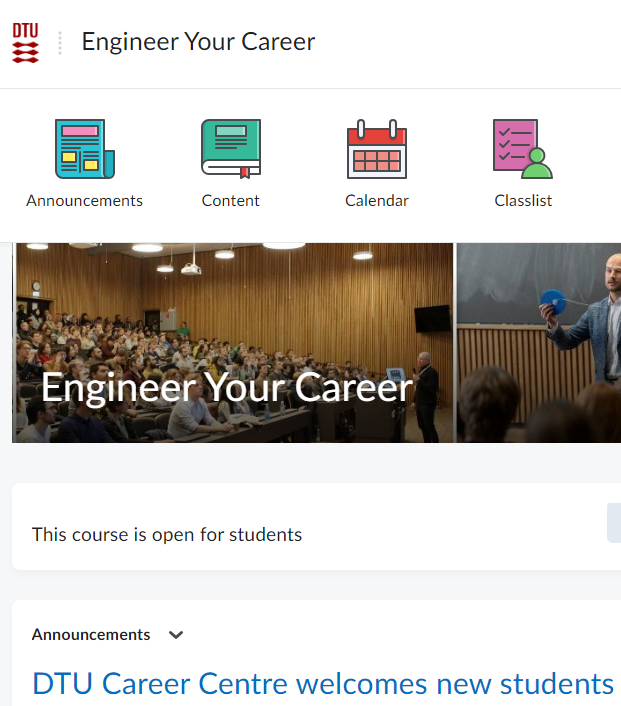 DTU
Engineer Your Career
Announcements
Content
Calendar
Classlist
Engineer Your Career
This course is open for students
Announcements
DTU Career Centre welcomes new students